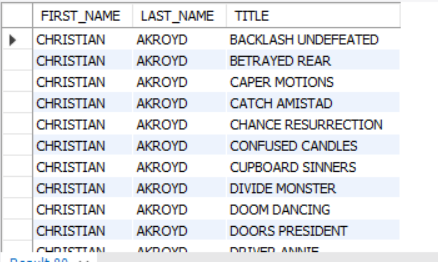 FIRST_NAME LAST_NAME TITLE
CHRISTIAN AKROYD BACKLASH UNDEFEATED
CHRISTIAN AKROYD BETRAYED REAR
CHRISTIAN AKROYD CAPER MOTIONS
CHRISTIAN AKROYD CATCH AMISTAD
CHRISTIAN AKROYD CHANCE RESURRECTION
CHRISTIAN AKROYD CONFUSED CANDLES
CHRISTIAN AKROYD CUPBOARD SINNERS
CHRISTIAN AKROYD DIVIDE MONSTER
CHRISTIAN AKROYD DOOM DANCING
CHRISTIAN AKROYD DOORS PRESIDENT
CHRISTIAN AKROYD DRIVER ANNIE
Result